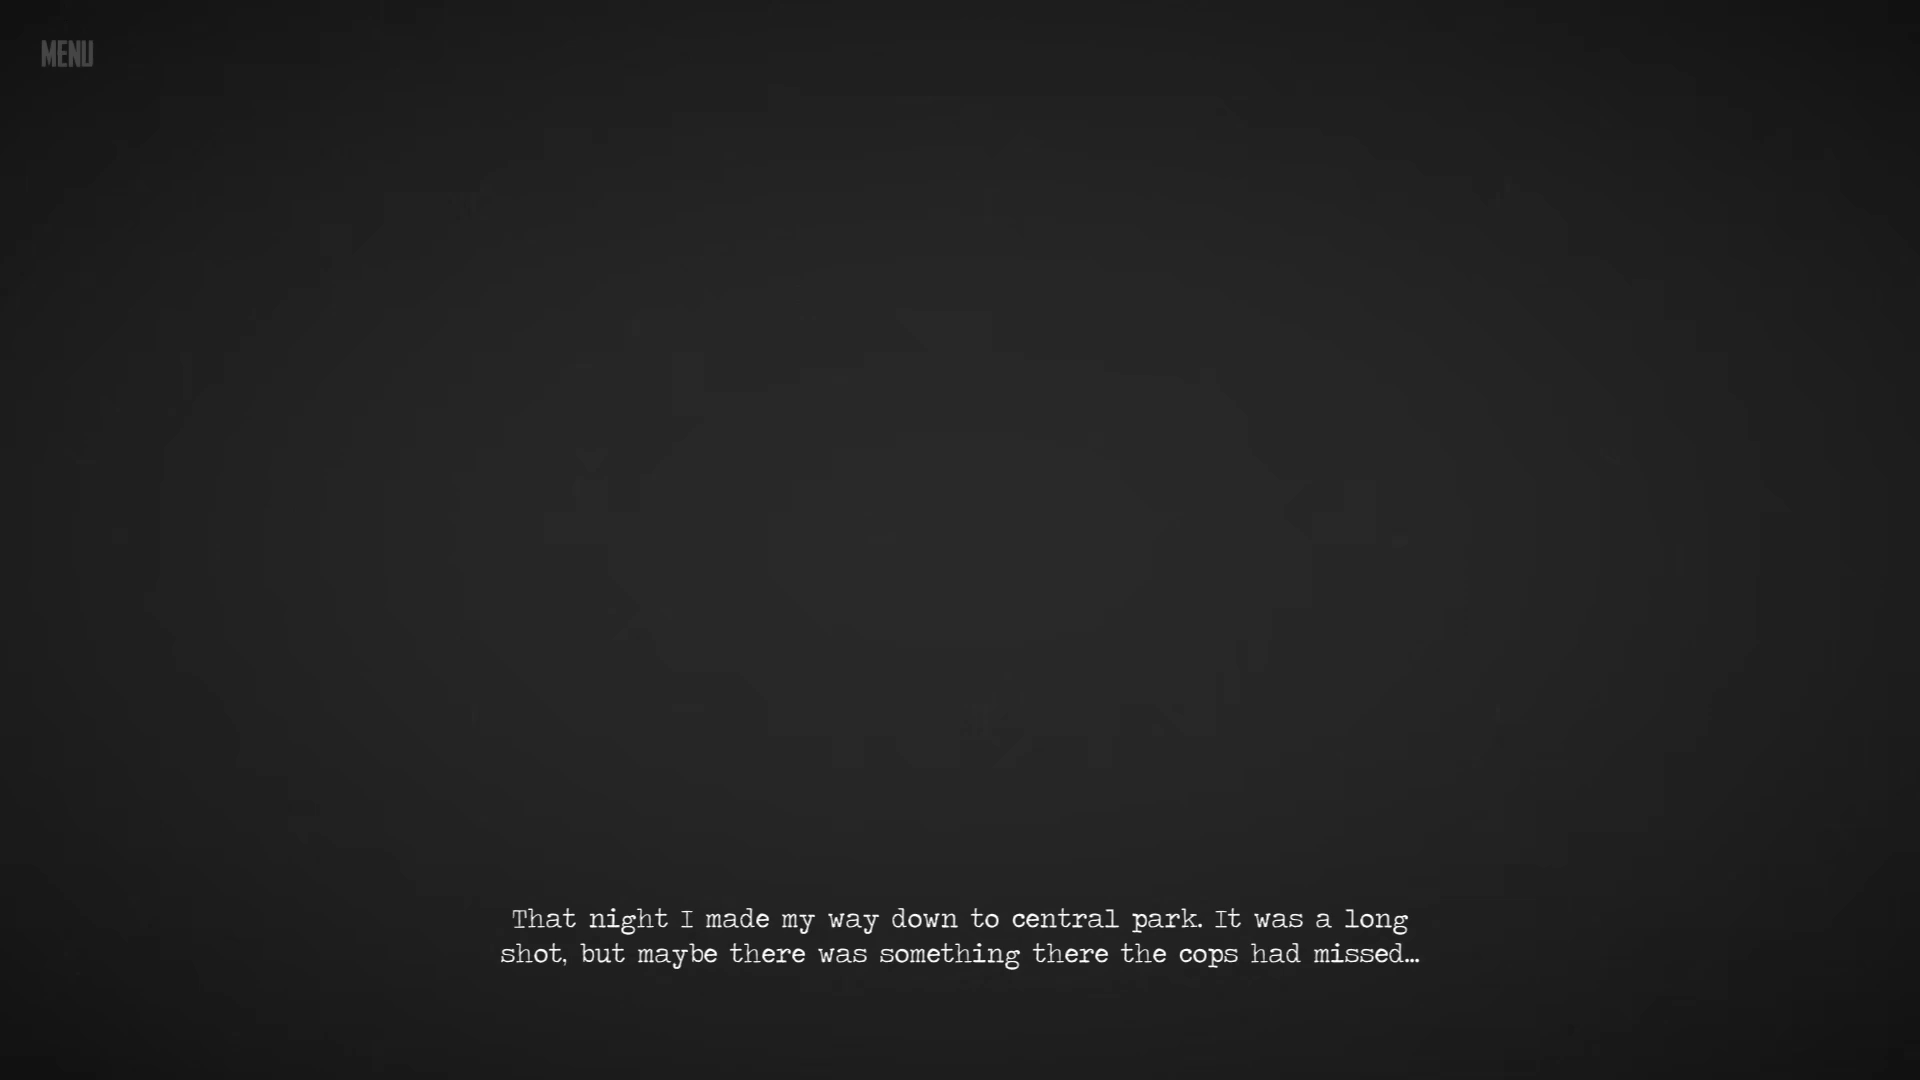 MENU
That night I made my way down to central park. It was a long
shot, but maybe there was something there the cops had missed...